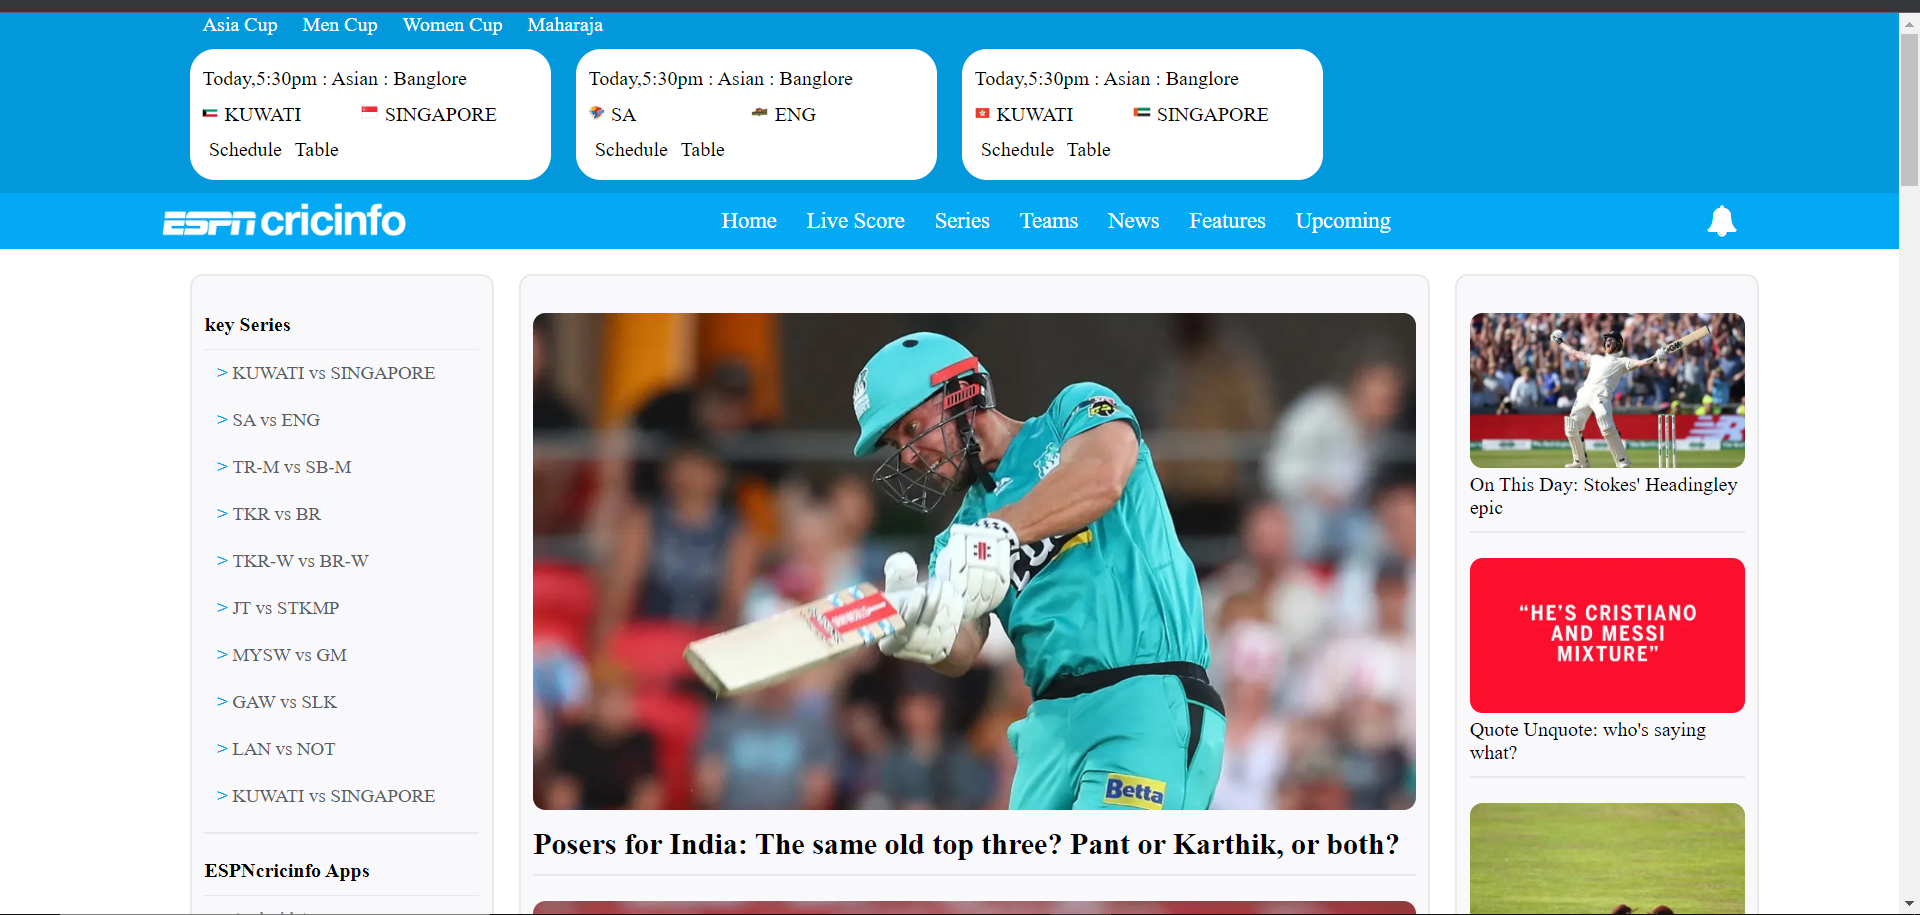 Asia Cup Men Cup Women Cup Maharaja
Today,5:30pm : Asian : Banglore
KUWATI SINGAPORE
Schedule Table
Today,5:30pm : Asian : Banglore
SA ENG
Schedule Table
Today,5:30pm : Asian : Banglore
KUWATI SINGAPORE
Schedule Table
ESPN cricinfo
Home Live Score Series Teams News Features Upcoming
key Series
> KUWATI vs SINGAPORE
> SA vs ENG
> TR-M vs SB-M
> TKR vs BR
> TKR-W vs BR-W
> JT vs STKMP
> MYSW vs GM
> GAW vs SLK
> LAN vs NOT
> KUWATI vs SINGAPORE
ESPNcricinfo Apps
Betta
Posers for India: The same old top three? Pant or Karthik, or both?
On This Day: Stokes' Headingley
epic
“HE’S CRISTIANO
AND MESSI
MIXTURE”
Quote Unquote: who's saying
what?